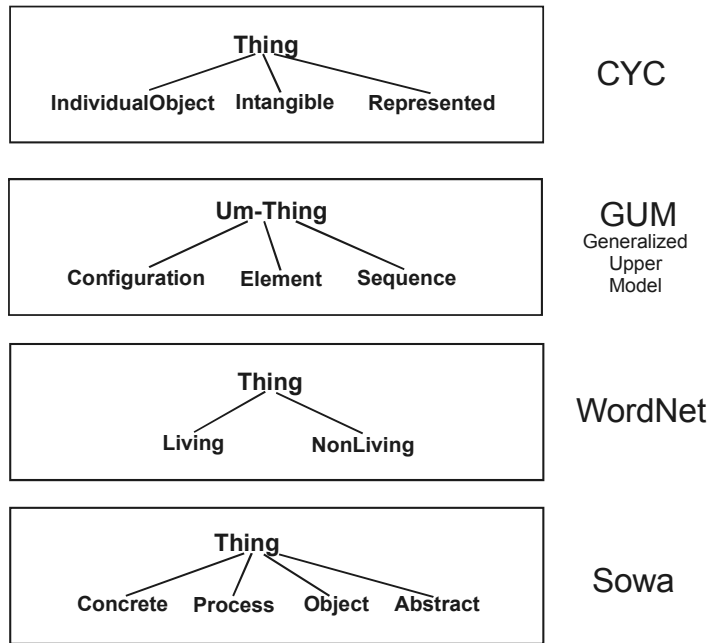 Thing
IndividualObject Intangible Represented
CYC
Um-Thing
Configuration Element Sequence
GUM
Generalized
Upper
Model
Thing
Living NonLiving
WordNet
Thing
Concrete Process Object Abstract
Sowa